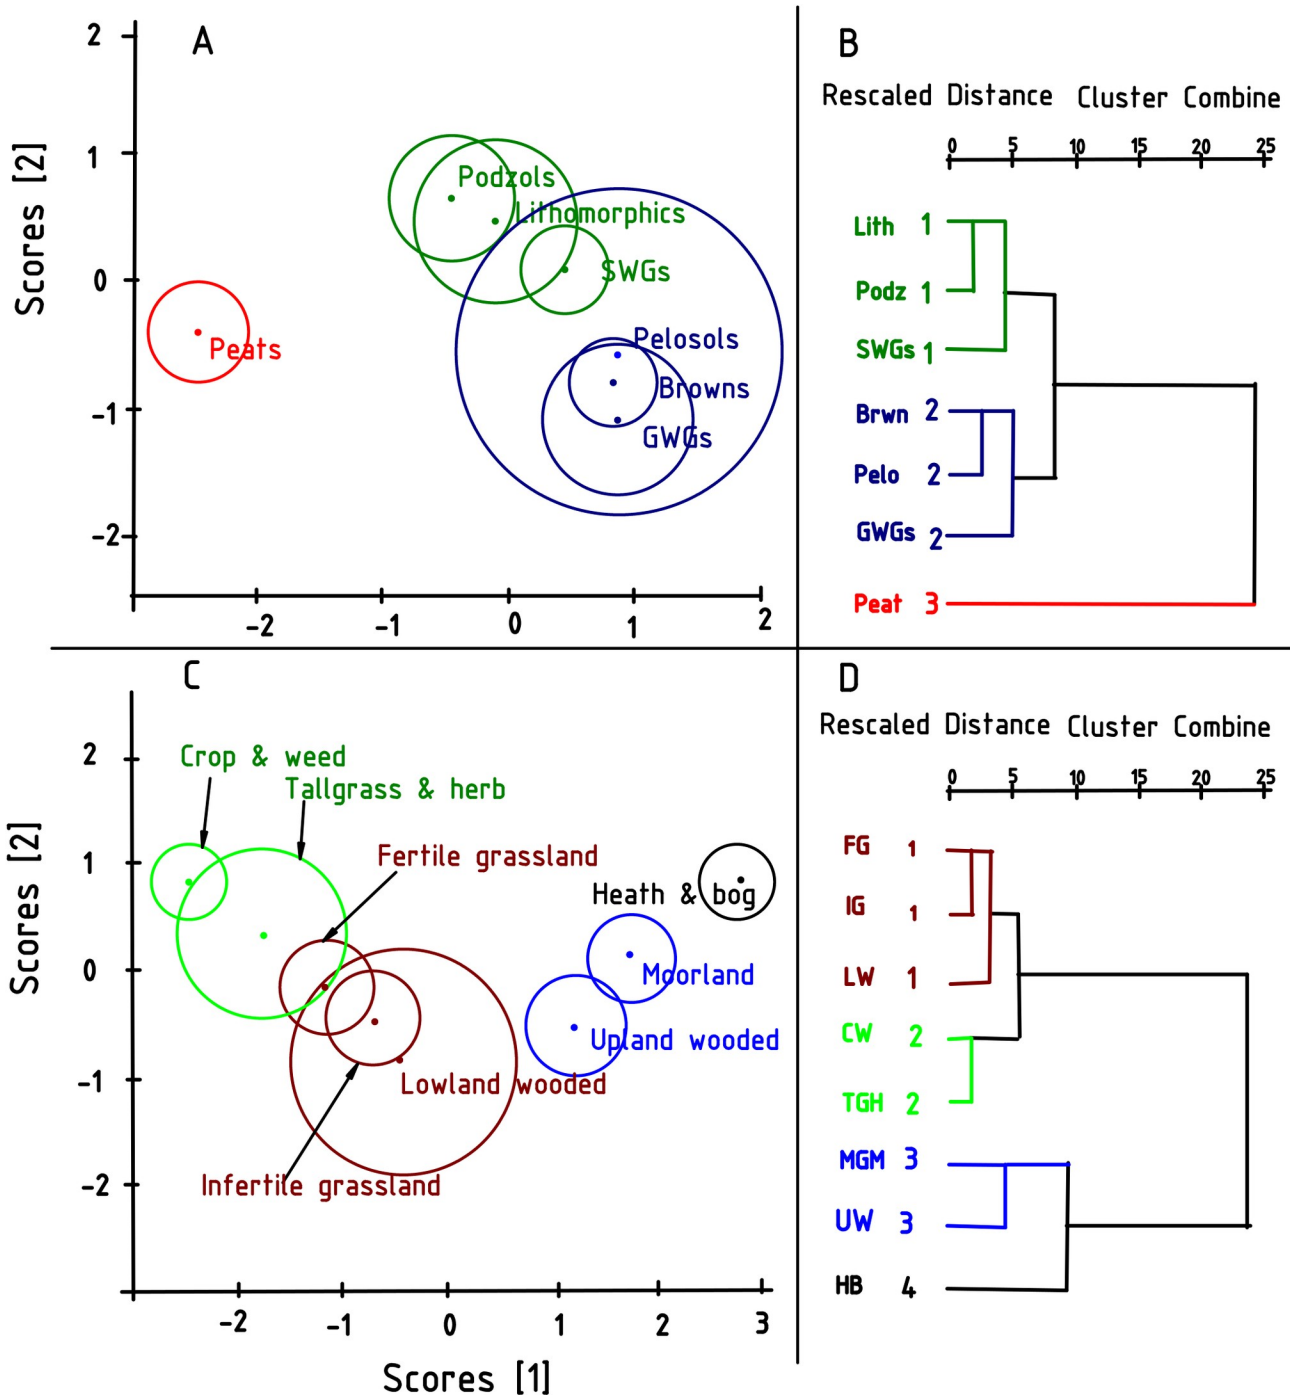 A
2
1
0
-1
-2
Scores [2]
Podzols
Lithomorphics
SWGs
Peats
Pelosols
Browns
GWGs
-2 -1 0 1 2
B
Rescaled Distance Cluster Combine
0 5 10 15 20 25
Lith 1
Podz 1
SWGs 1
Brwn 2
Pelo 2
GWGs 2
Peat 3
C
2
1
0
-1
-2
Scores [2]
Crop & weed
Tallgrass & herb
Fertile grassland
Heath & bog
Moorland
Upland wooded
Lowland wooded
Infertile grassland
-2 -1 0 1 2 3
Scores [1]
D
Rescaled Distance Cluster Combine
0 5 10 15 20 25
FG 1
IG 1
LW 1
CW 2
TGH 2
MGM 3
UW 3
HB 4